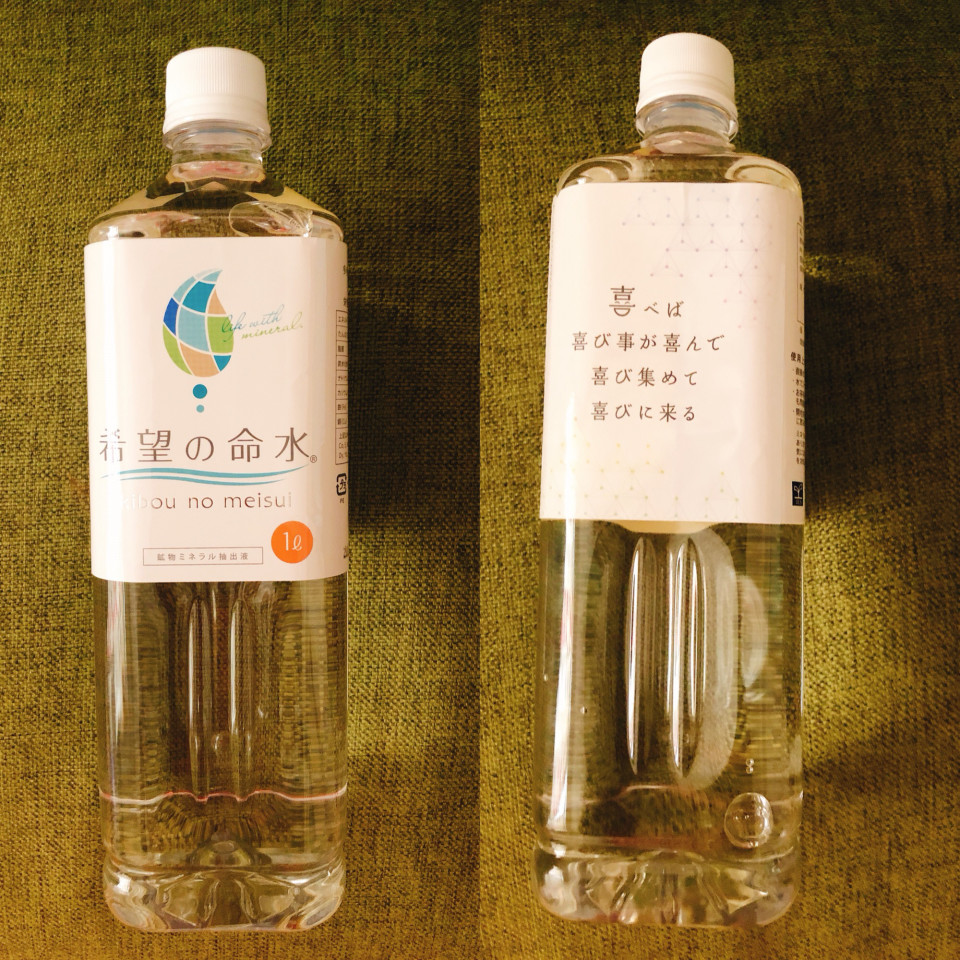 life with
mineral.
希望の命水®
kibou no meisui
鉱物ミネラル抽出液
1ℓ
PE
喜べば
喜び事が喜んで
喜び集めて
喜びに来る